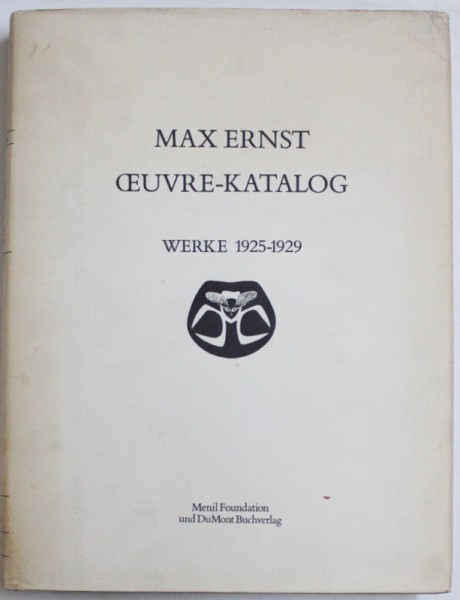 MAX ERNST
ŒUVRE-KATALOG
WERKE 1925-1929
Menil Foundation
und DuMont Buchverlag